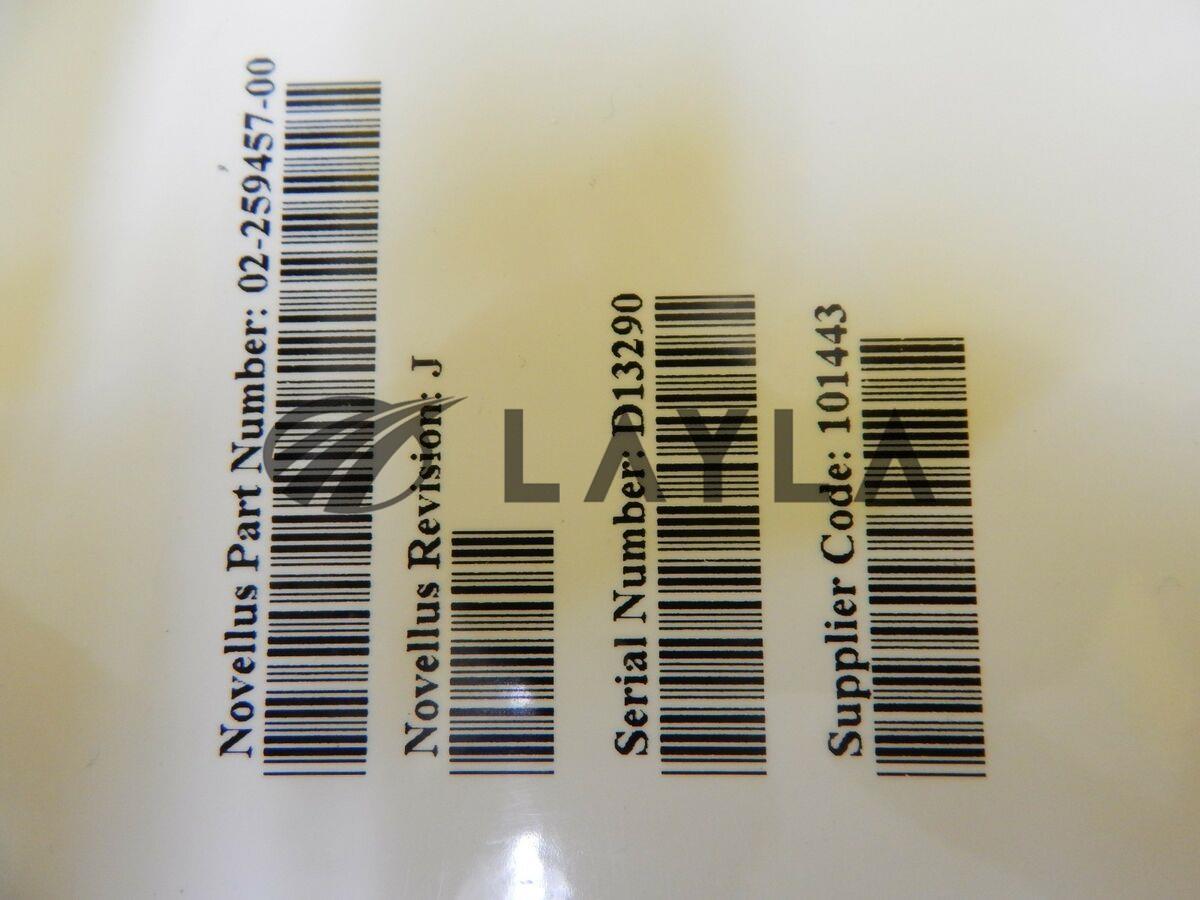 Novellus Part Number: 02-259457-00
Novellus Revision: J
Serial Number: D13290
Supplier Code: 101443
LAYLA